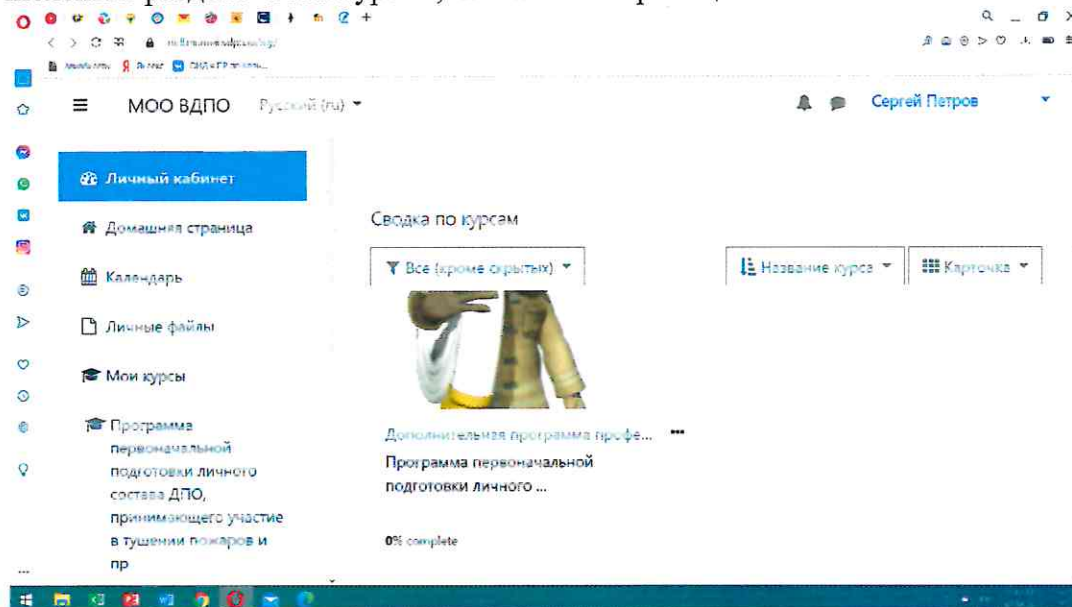 МОО ВДПО Русский (ru)
Сергей Петров
Личный кабинет
Домашняя страница
Календарь
Личные файлы
Мои курсы
Программа
первоначальной
подготовки личного
состава ДПО,
принимающего участие
в тушении пожаров и
пр
Сводка по курсам
Все (кроме скрытых)
Название курса
Карточка
Дополнительная программа профе... •••
Программа первоначальной
подготовки личного ...
0% complete